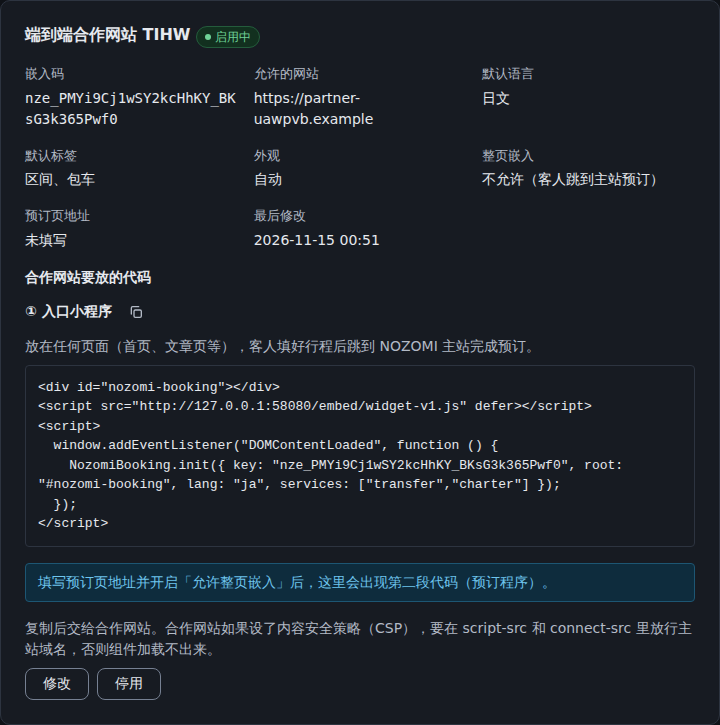 端到端合作网站 TIHW 启用中
嵌入码 允许的网站 默认语言
nze_PMYi9Cj1wSY2kcHhKY_BK https://partner- 日文
sG3k365Pwf0 uawpvb.example
默认标签 外观 整页嵌入
区间、包车 自动 不允许（客人跳到主站预订）
预订页地址 最后修改
未填写 2026-11-15 00:51
合作网站要放的代码
① 入口小程序
放在任何页面（首页、文章页等），客人填好行程后跳到 NOZOMI 主站完成预订。
<div id="nozomi-booking"></div>
<script src="http://127.0.0.1:58080/embed/widget-v1.js" defer></script>
<script>
  window.addEventListener("DOMContentLoaded", function () {
    NozomiBooking.init({ key: "nze_PMYi9Cj1wSY2kcHhKY_BKsG3k365Pwf0", root:
"#nozomi-booking", lang: "ja", services: ["transfer","charter"] });
  });
</script>
填写预订页地址并开启「允许整页嵌入」后，这里会出现第二段代码（预订程序）。
复制后交给合作网站。合作网站如果设了内容安全策略（CSP），要在 script-src 和 connect-src 里放行主
站域名，否则组件加载不出来。
修改 停用